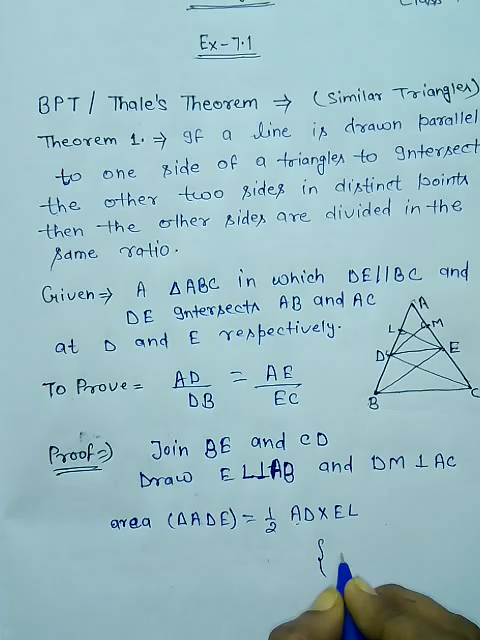 Class
Ex-7.1
BPT / Thale's Theorem ⇒ (Similar Triangles)
Theorem 1. ⇒ If a line is drawn parallel
to one side of a triangles to Intersect
the other two sides in distinct points
then the other sides are divided in the
same ratio.
Given ⇒ A ΔABC in which DE||BC and
DE Intersects AB and AC
at D and E respectively.
A
L
M
D
E
B
C
To Prove = AD/DB = AE/EC
Proof ⇒) Join BE and CD
Draw EL⊥AB and DM ⊥ AC
area (ΔADE) = 1/2 AD X EL
{